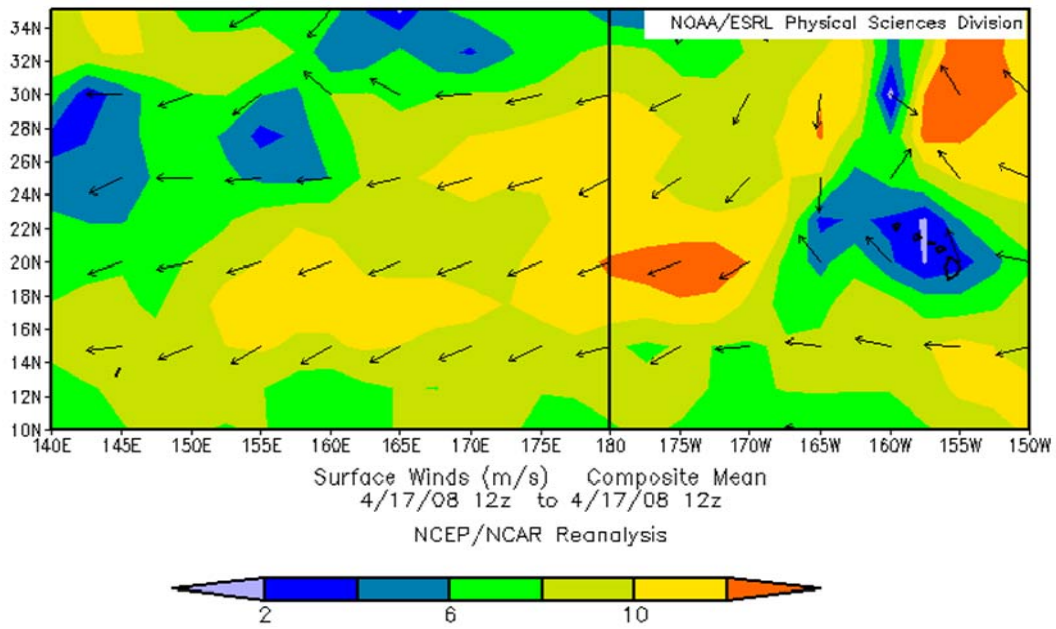 NOAA/ESRL Physical Sciences Division
34N
32N
30N
28N
26N
24N
22N
20N
18N
16N
14N
12N
10N
140E 145E 150E 155E 160E 165E 170E 175E 180 175W 170W 165W 160W 155W 150W
Surface Winds (m/s) Composite Mean
4/17/08 12z to 4/17/08 12z
NCEP/NCAR Reanalysis
2 6 10